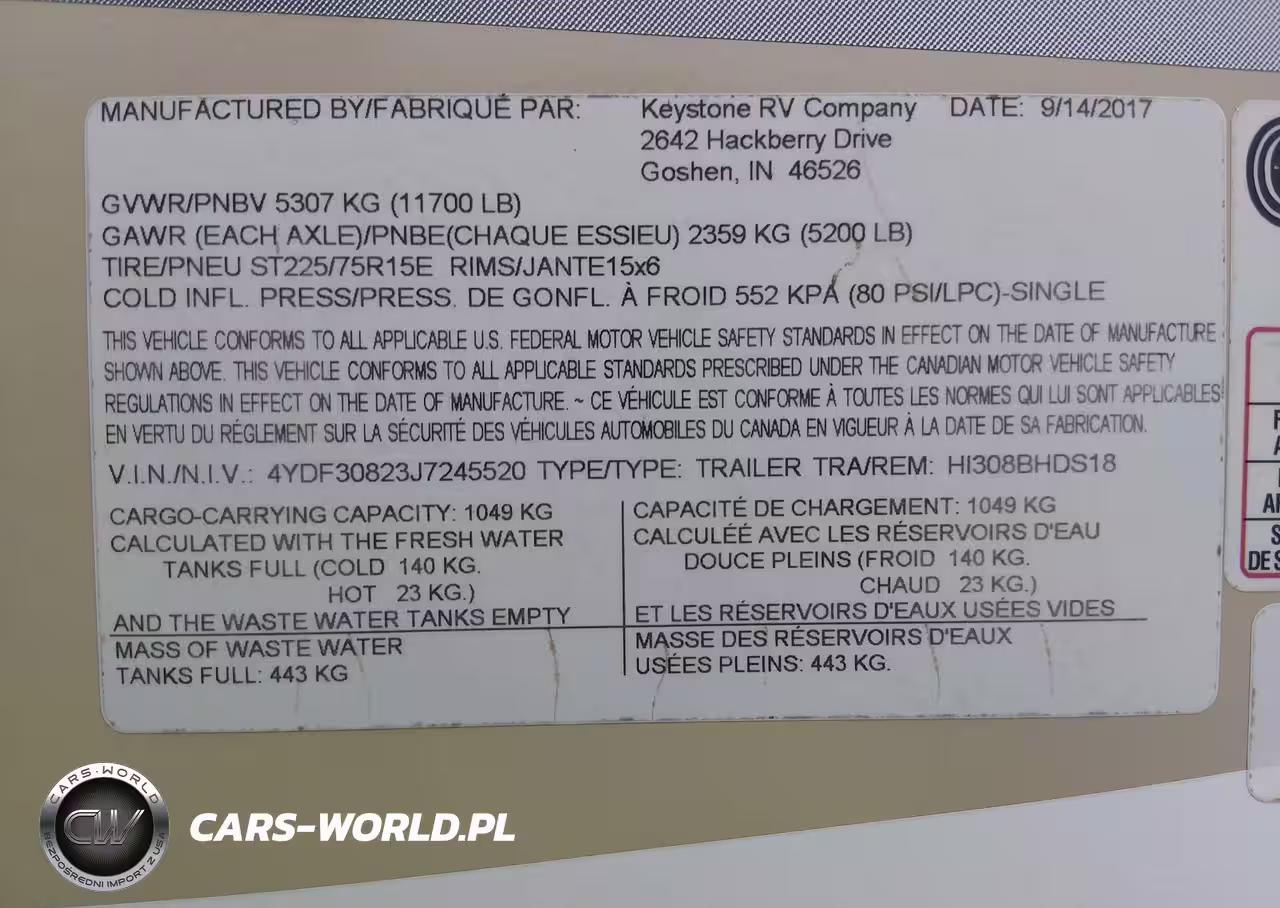 MANUFACTURED BY/FABRIQUÉ PAR: Keystone RV Company DATE: 9/14/2017
2642 Hackberry Drive
Goshen, IN 46526
GVWR/PNBV 5307 KG (11700 LB)
GAWR (EACH AXLE)/PNBE(CHAQUE ESSIEU) 2359 KG (5200 LB)
TIRE/PNEU ST225/75R15E RIMS/JANTE15x6
COLD INFL. PRESS/PRESS. DE GONFL. À FROID 552 KPA (80 PSI/LPC)-SINGLE
THIS VEHICLE CONFORMS TO ALL APPLICABLE U.S. FEDERAL MOTOR VEHICLE SAFETY STANDARDS IN EFFECT ON THE DATE OF MANUFACTURE
SHOWN ABOVE. THIS VEHICLE CONFORMS TO ALL APPLICABLE STANDARDS PRESCRIBED UNDER THE CANADIAN MOTOR VEHICLE SAFETY
REGULATIONS IN EFFECT ON THE DATE OF MANUFACTURE. ~ CE VÉHICULE EST CONFORME À TOUTES LES NORMES QUI LUI SONT APPLICABLES
EN VERTU DU RÉGLEMENT SUR LA SÉCURITÉ DES VÉHICULES AUTOMOBILES DU CANADA EN VIGUEUR À LA DATE DE SA FABRICATION.
V.I.N./N.I.V.: 4YDF30823J7245520 TYPE/TYPE: TRAILER TRA/REM: HI308BHDS18
CARGO-CARRYING CAPACITY: 1049 KG
CALCULATED WITH THE FRESH WATER
TANKS FULL (COLD 140 KG.
HOT 23 KG.)
AND THE WASTE WATER TANKS EMPTY
MASS OF WASTE WATER
TANKS FULL: 443 KG
CAPACITÉ DE CHARGEMENT: 1049 KG
CALCULÉÉ AVEC LES RÉSERVOIRS D'EAU
DOUCE PLEINS (FROID 140 KG.
CHAUD 23 KG.)
ET LES RÉSERVOIRS D'EAUX USÉES VIDES
MASSE DES RÉSERVOIRS D'EAUX
USÉES PLEINS: 443 KG.
CARS-WORLD
CW
BEZPOŚREDNI IMPORT Z USA
CARS-WORLD.PL